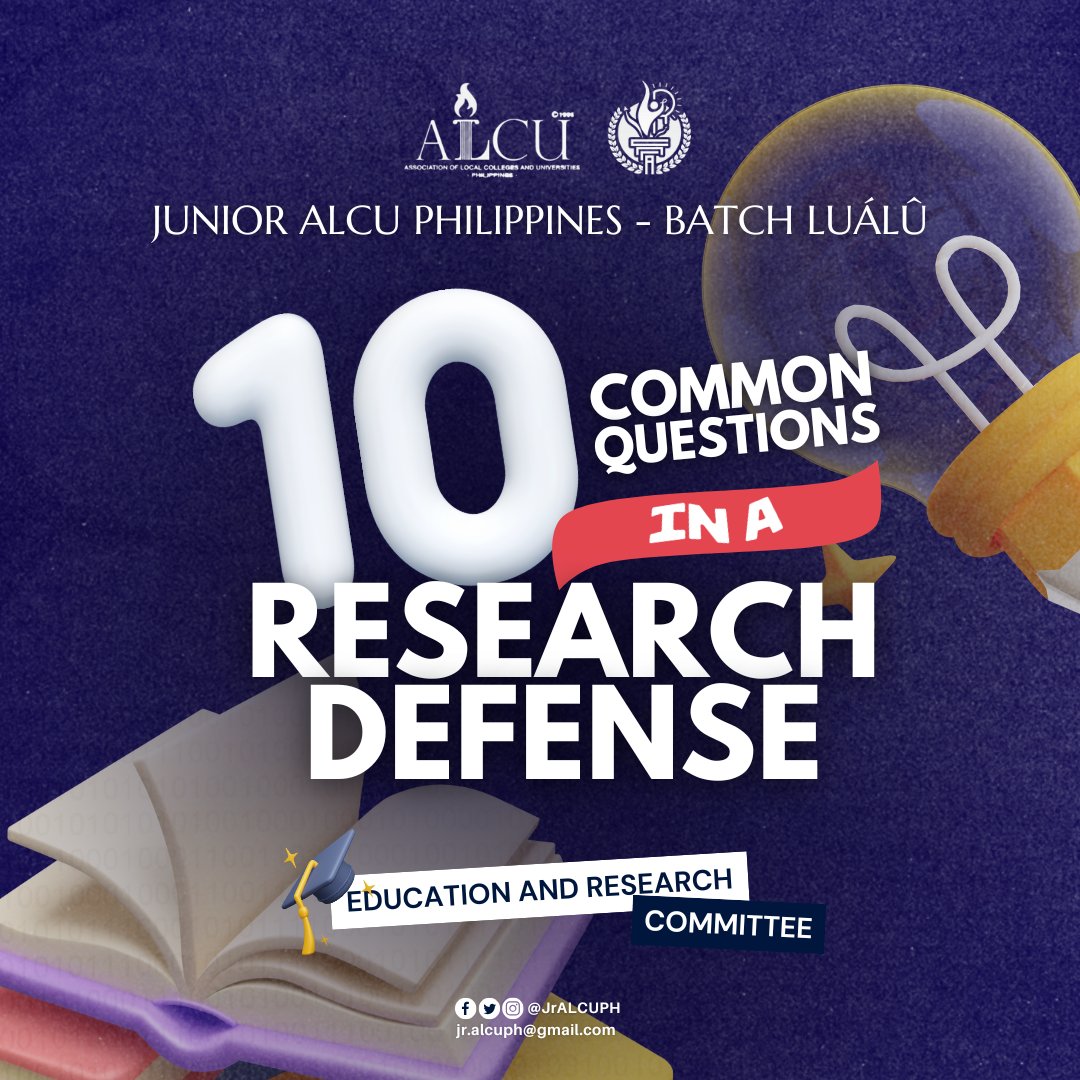 ©1996
ALCU
ASSOCIATION OF LOCAL COLLEGES AND UNIVERSITIES
- PHILIPPINES -
JUNIOR ALCU PHILIPPINES – BATCH LUÁLÛ
10
COMMON
QUESTIONS
IN A
RESEARCH
DEFENSE
EDUCATION AND RESEARCH
COMMITTEE
@JrALCUPH
jr.alcuph@gmail.com